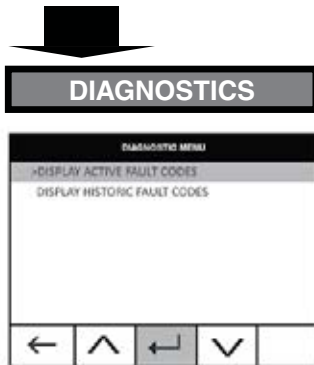 DIAGNOSTICS
DIAGNOSTIC MENU
>DISPLAY ACTIVE FAULT CODES
DISPLAY HISTORIC FAULT CODES